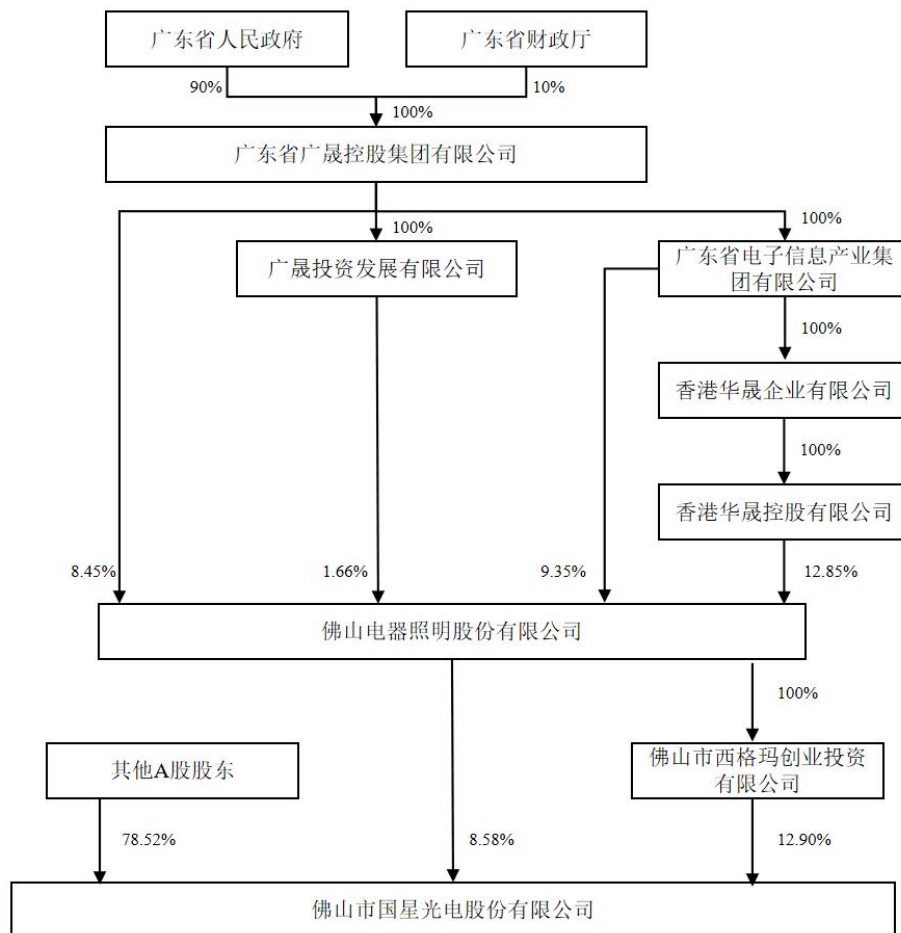 广东省人民政府
广东省财政厅
90%
10%
100%
广东省广晟控股集团有限公司
100%
100%
广晟投资发展有限公司
广东省电子信息产业集
团有限公司
100%
香港华晟企业有限公司
100%
香港华晟控股有限公司
8.45%
1.66%
9.35%
12.85%
佛山电器照明股份有限公司
100%
其他A股股东
佛山市西格玛创业投资
有限公司
78.52%
8.58%
12.90%
佛山市国星光电股份有限公司